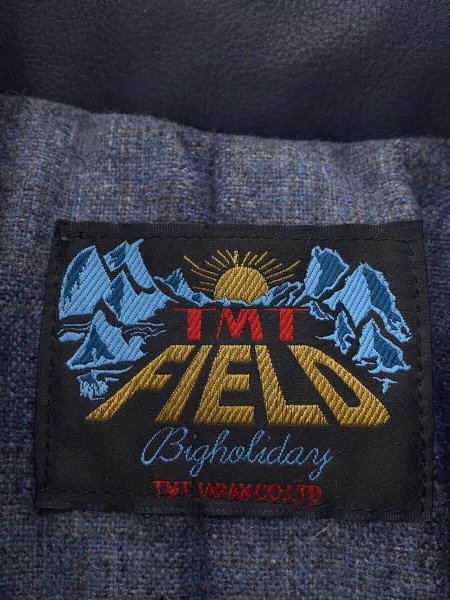 TMT
FIELD
Bigholiday
TMT JAPAN CO.LTD